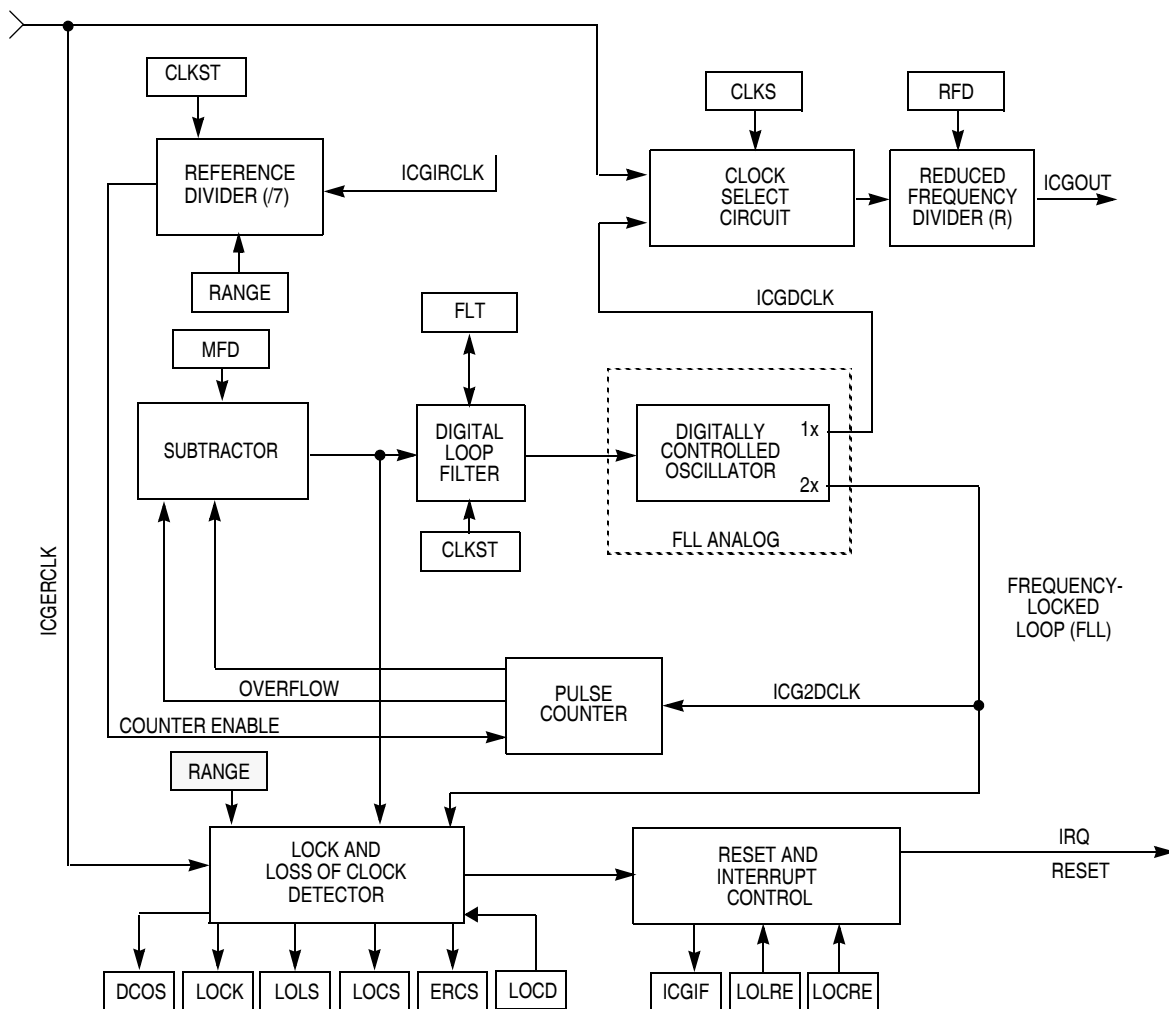 CLKST
CLKS
RFD
REFERENCE
DIVIDER (/7)
ICGIRCLK
CLOCK
SELECT
CIRCUIT
REDUCED
FREQUENCY
DIVIDER (R)
ICGOUT
RANGE
FLT
ICGDCLK
MFD
SUBTRACTOR
DIGITAL
LOOP
FILTER
DIGITALLY
CONTROLLED
OSCILLATOR
1x
2x
FLL ANALOG
CLKST
ICGERCLK
FREQUENCY-
LOCKED
LOOP (FLL)
OVERFLOW
PULSE
COUNTER
ICG2DCLK
COUNTER ENABLE
RANGE
LOCK AND
LOSS OF CLOCK
DETECTOR
RESET AND
INTERRUPT
CONTROL
IRQ
RESET
DCOS
LOCK
LOLS
LOCS
ERCS
LOCD
ICGIF
LOLRE
LOCRE